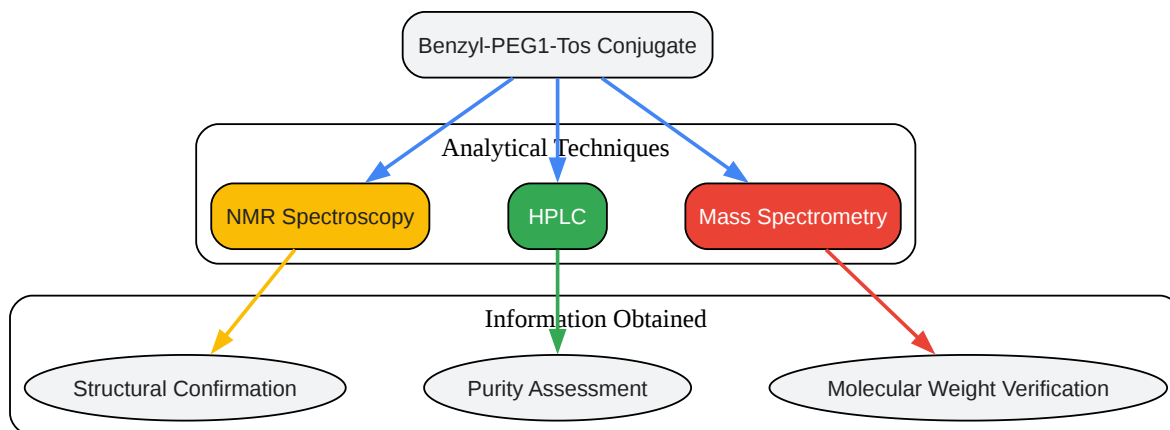 Benzyl-PEG1-Tos Conjugate
Analytical Techniques
NMR Spectroscopy
HPLC
Mass Spectrometry
Information Obtained
Structural Confirmation
Purity Assessment
Molecular Weight Verification